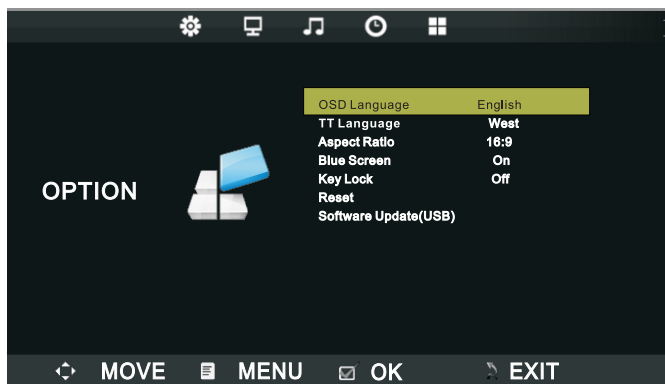 OPTION
OSD Language English
TT Language West
Aspect Ratio 16:9
Blue Screen On
Key Lock Off
Reset
Software Update(USB)
MOVE MENU OK EXIT